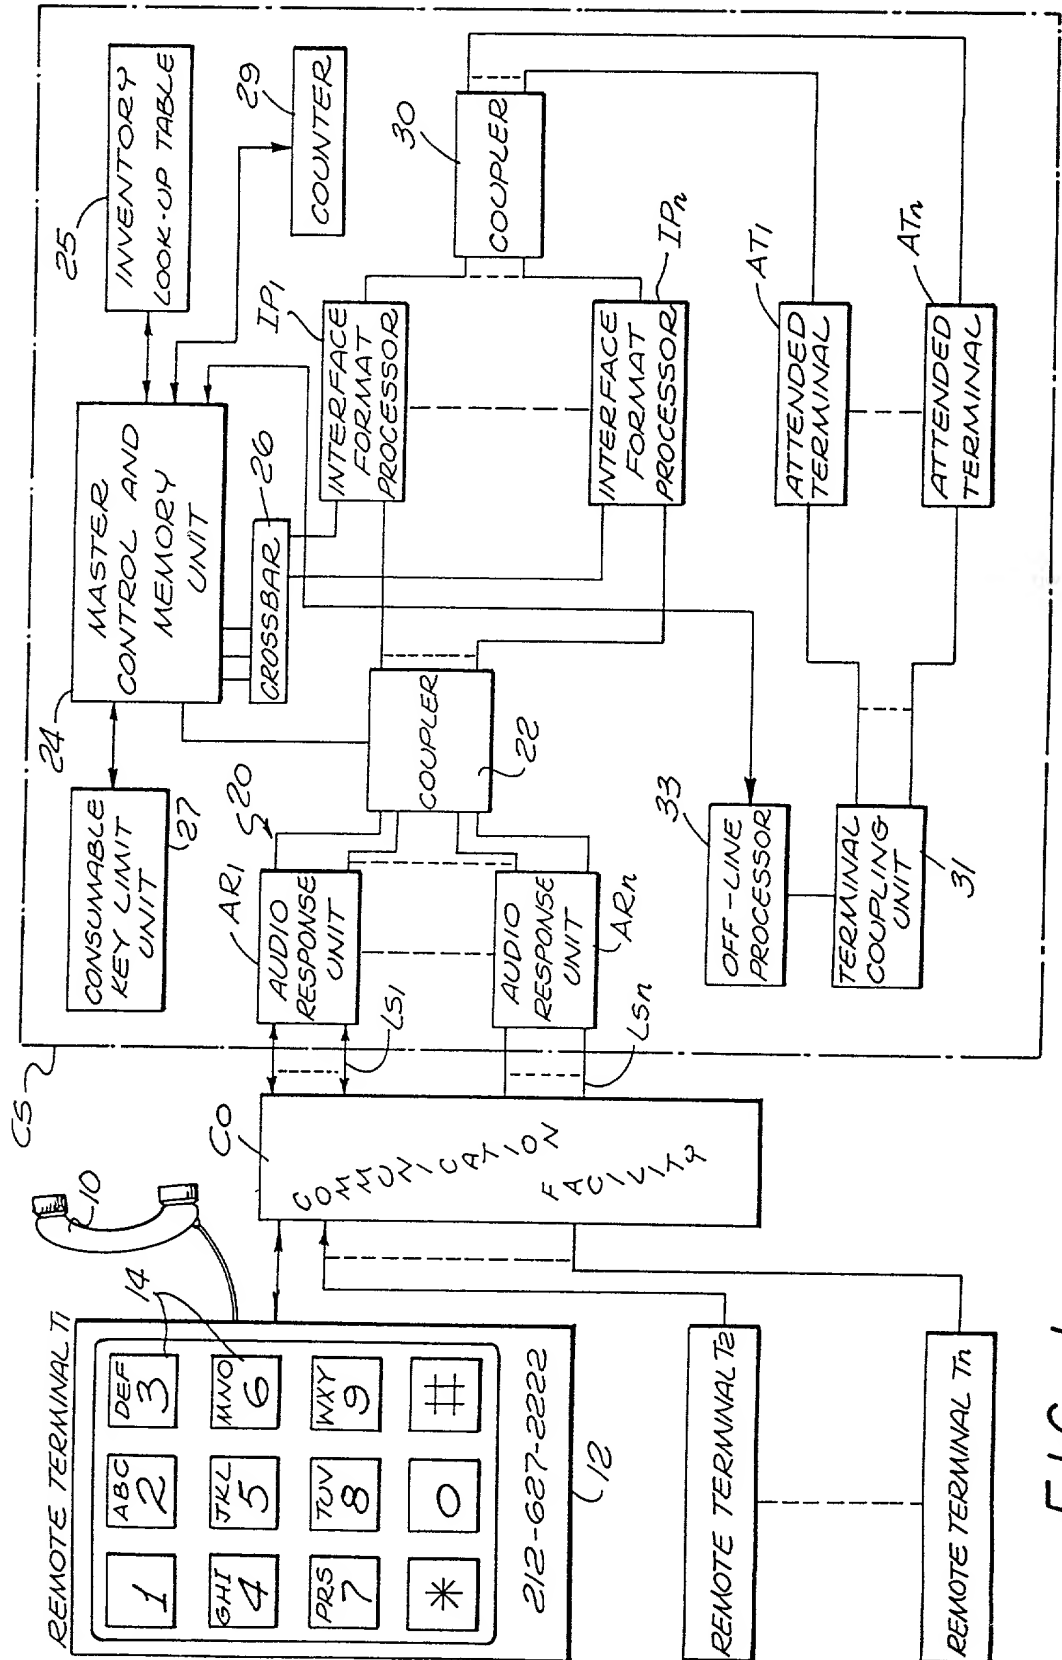 REMOTE TERMINAL T1
1
ABC
2
DEF
3
14
GHI
4
JKL
5
MNO
6
PRS
7
TUV
8
WXY
9
*
0
#
212-627-2222
12
10
REMOTE TERMINAL T2
REMOTE TERMINAL Tn
CO
COMMUNICATION
FACILITY
CS
LS1
LSn
AR1
AUDIO
RESPONSE
UNIT
AUDIO
RESPONSE
UNIT
ARn
20
COUPLER
22
CONSUMABLE
KEY LIMIT
UNIT
27
24
MASTER
CONTROL AND
MEMORY
UNIT
25
INVENTORY
LOOK-UP TABLE
29
COUNTER
CROSSBAR
26
IP1
INTERFACE
FORMAT
PROCESSOR
INTERFACE
FORMAT
PROCESSOR
IPn
30
COUPLER
33
OFF-LINE
PROCESSOR
TERMINAL
COUPLING
UNIT
31
AT1
ATTENDED
TERMINAL
ATn
ATTENDED
TERMINAL